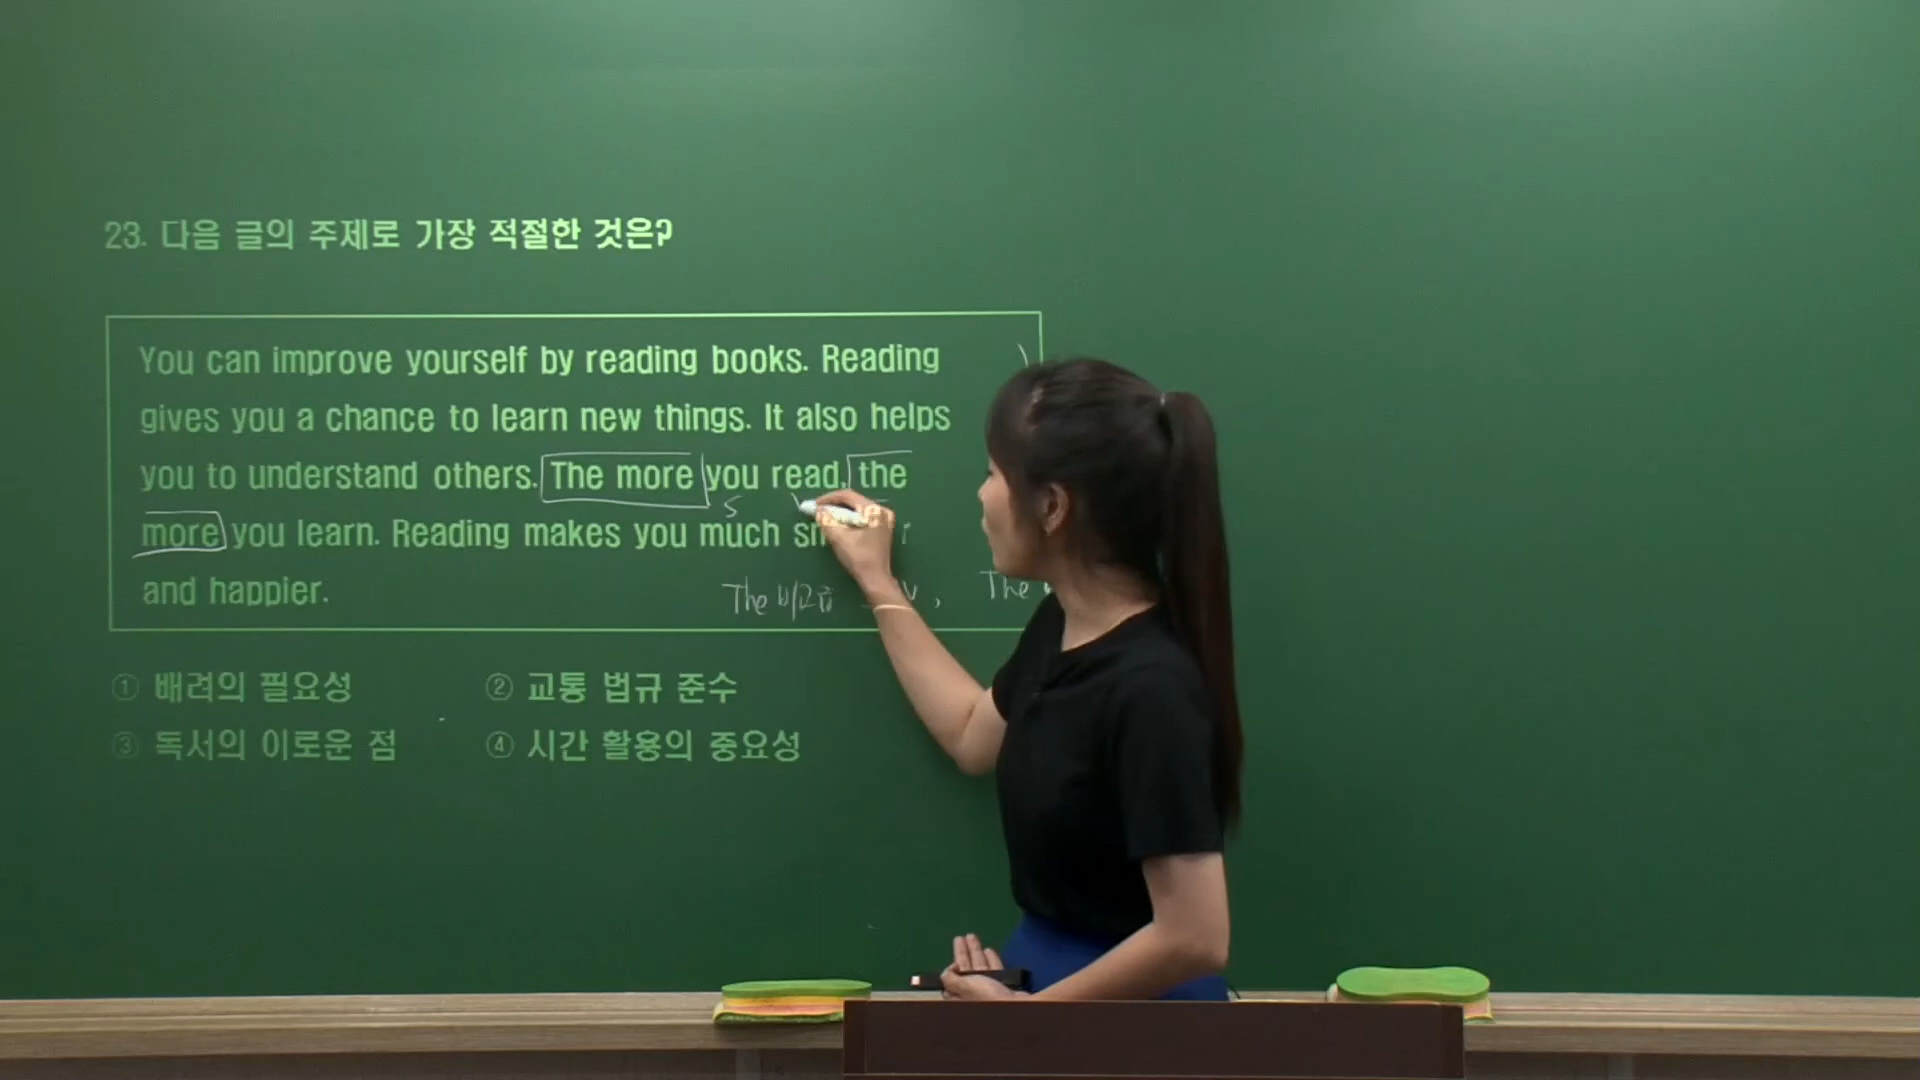 23. 다음 글의 주제로 가장 적절한 것은?
You can improve yourself by reading books. Reading
gives you a chance to learn new things. It also helps
you to understand others. The more you read, the
S
more you learn. Reading makes you much
and happier.
The 비교급 V, The
① 배려의 필요성 ② 교통 법규 준수
③ 독서의 이로운 점 ④ 시간 활용의 중요성